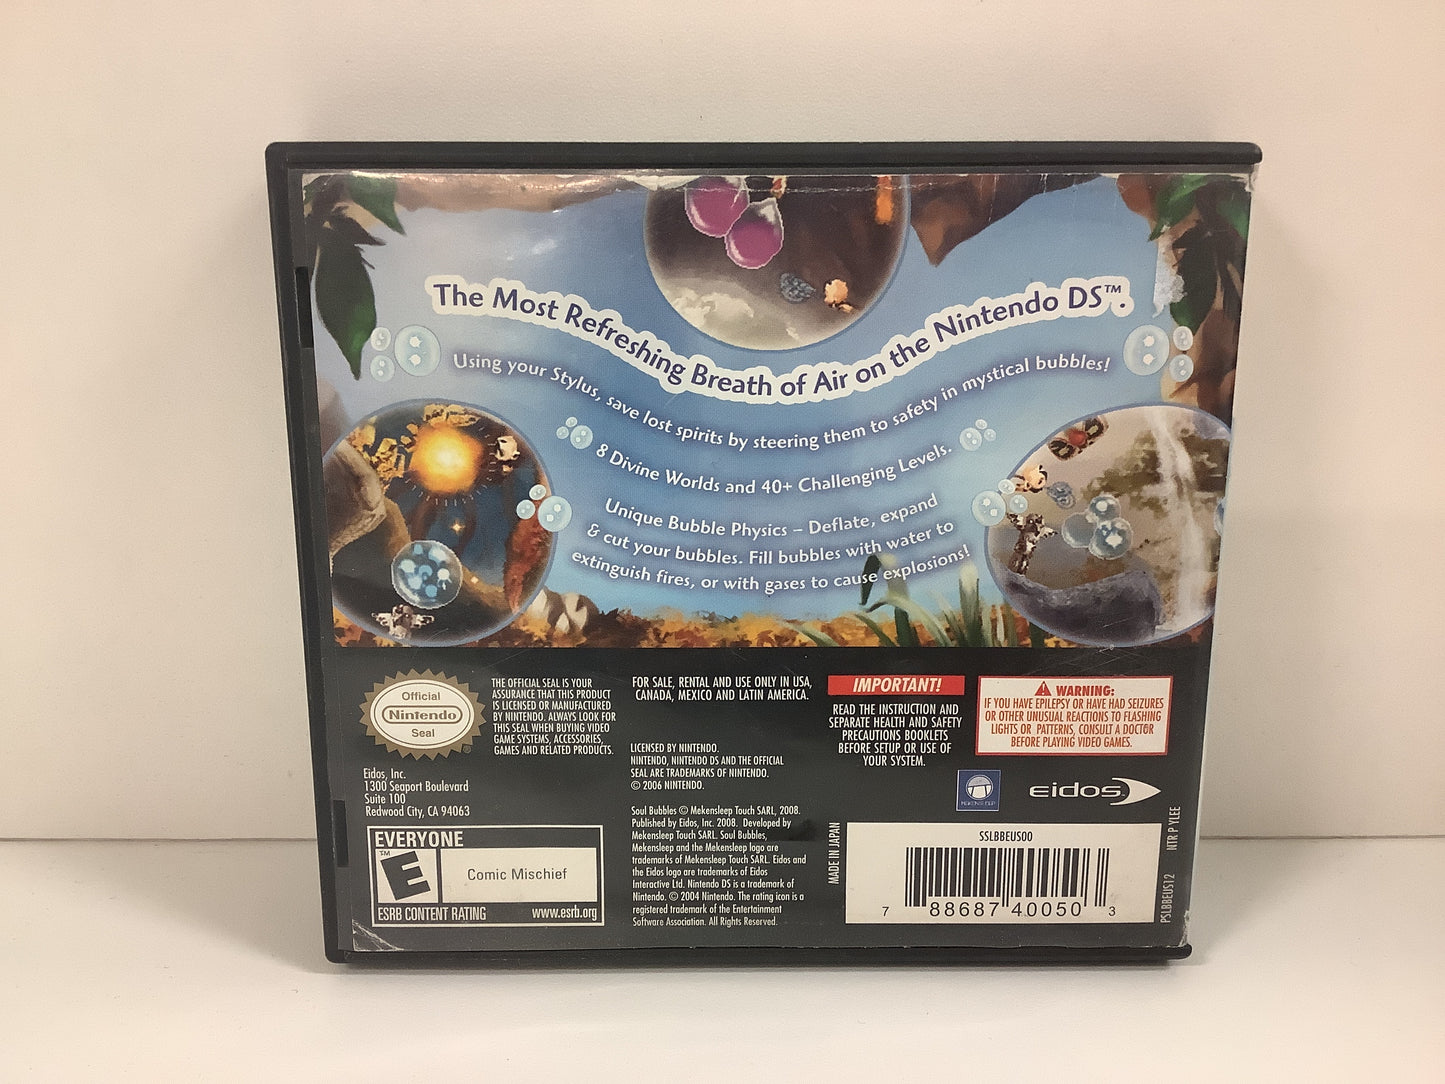 The Most Refreshing Breath of Air on the Nintendo DS™.
Using your Stylus, save lost spirits by steering them to safety in mystical bubbles!
8 Divine Worlds and 40+ Challenging Levels.
Unique Bubble Physics – Deflate, expand
& cut your bubbles. Fill bubbles with water to
extinguish fires, or with gases to cause explosions!
Official
Nintendo
Seal
®
THE OFFICIAL SEAL IS YOUR
ASSURANCE THAT THIS PRODUCT
IS LICENSED OR MANUFACTURED
BY NINTENDO. ALWAYS LOOK FOR
THIS SEAL WHEN BUYING VIDEO
GAME SYSTEMS, ACCESSORIES,
GAMES AND RELATED PRODUCTS.
Eidos, Inc.
1300 Seaport Boulevard
Suite 100
Redwood City, CA 94063
EVERYONE
E™
Comic Mischief
ESRB CONTENT RATING www.esrb.org
FOR SALE, RENTAL AND USE ONLY IN USA,
CANADA, MEXICO AND LATIN AMERICA.
LICENSED BY NINTENDO.
NINTENDO, NINTENDO DS AND THE OFFICIAL
SEAL ARE TRADEMARKS OF NINTENDO.
© 2006 NINTENDO.
Soul Bubbles © Mekensleep Touch SARL, 2008.
Published by Eidos, Inc. 2008. Developed by
Mekensleep Touch SARL. Soul Bubbles,
Mekensleep and the Mekensleep logo are
trademarks of Mekensleep Touch SARL. Eidos and
the Eidos logo are trademarks of Eidos
Interactive Ltd. Nintendo DS is a trademark of
Nintendo. © 2004 Nintendo. The rating icon is a
registered trademark of the Entertainment
Software Association. All Rights Reserved.
IMPORTANT!
READ THE INSTRUCTION AND
SEPARATE HEALTH AND SAFETY
PRECAUTIONS BOOKLETS
BEFORE SETUP OR USE OF
YOUR SYSTEM.
WARNING:
IF YOU HAVE EPILEPSY OR HAVE HAD SEIZURES
OR OTHER UNUSUAL REACTIONS TO FLASHING
LIGHTS OR PATTERNS, CONSULT A DOCTOR
BEFORE PLAYING VIDEO GAMES.
MEKENSLEEP
eidos
MADE IN JAPAN
SSLBBEUS00
7 88687 40050 3
PSLBBEUS12 NTR P YLEE